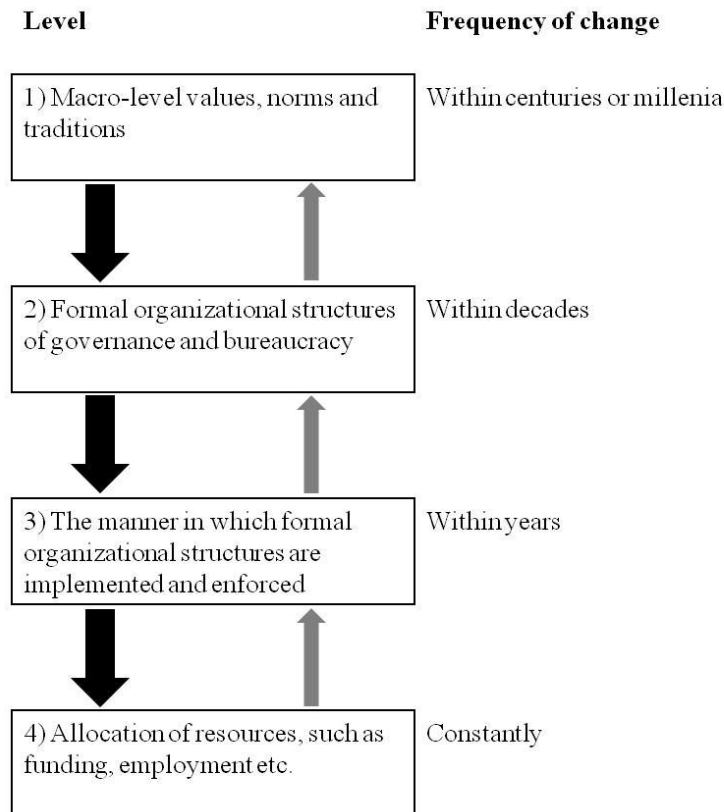 Level
Frequency of change
1) Macro-level values, norms and
traditions
Within centuries or millenia
2) Formal organizational structures
of governance and bureaucracy
Within decades
3) The manner in which formal
organizational structures are
implemented and enforced
Within years
4) Allocation of resources, such as
funding, employment etc.
Constantly